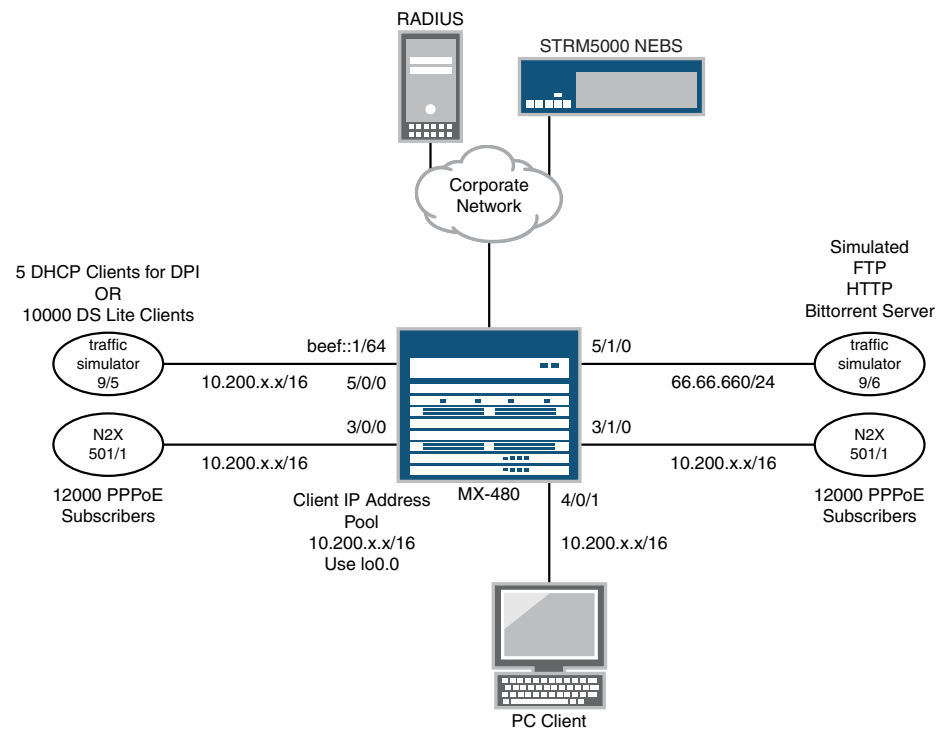 RADIUS
STRM5000 NEBS
Corporate
Network
5 DHCP Clients for DPI
OR
10000 DS Lite Clients
traffic
simulator
9/5
beef::1/64
10.200.x.x/16
5/0/0
Simulated
FTP
HTTP
Bittorrent Server
5/1/0
66.66.660/24
traffic
simulator
9/6
N2X
501/1
3/0/0
10.200.x.x/16
12000 PPPoE
Subscribers
3/1/0
10.200.x.x/16
N2X
501/1
12000 PPPoE
Subscribers
Client IP Address
Pool
10.200.x.x/16
Use lo0.0
MX-480
4/0/1
10.200.x.x/16
PC Client